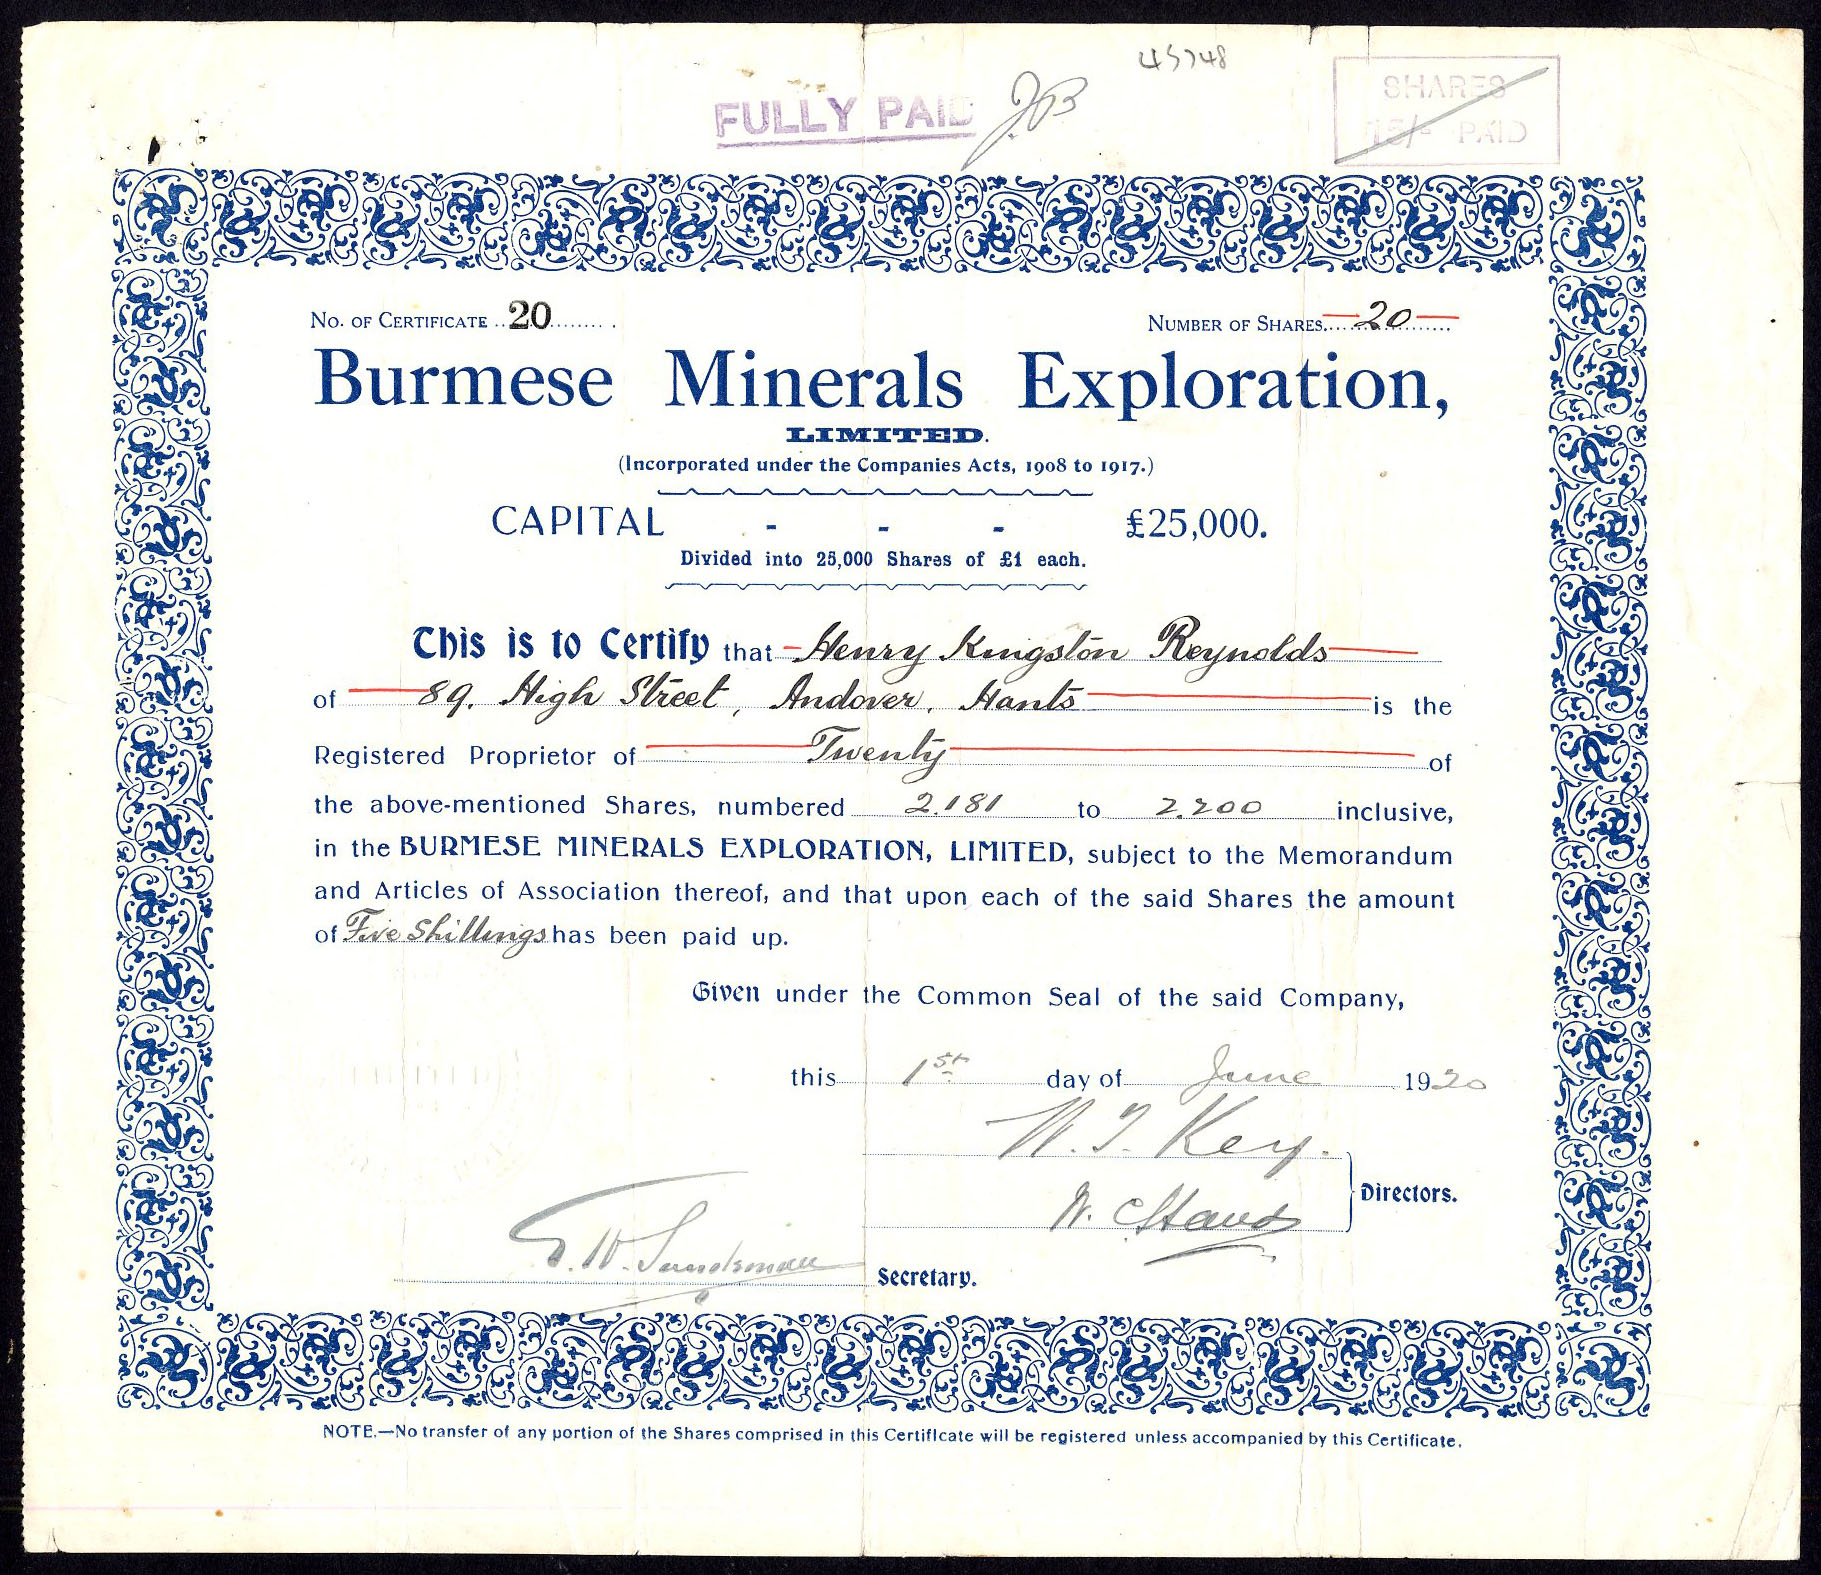 45748
FULLY PAID JB
SHARES
15/- PAID
No. of Certificate 20
Number of Shares 20
Burmese Minerals Exploration,
LIMITED.
(Incorporated under the Companies Acts, 1908 to 1917.)
CAPITAL - - - £25,000.
Divided into 25,000 Shares of £1 each.
This is to Certify that Henry Kingston Reynolds
of 89. High Street, Andover, Hants is the
Registered Proprietor of Twenty of
the above-mentioned Shares, numbered 2.181 to 2.200 inclusive,
in the BURMESE MINERALS EXPLORATION, LIMITED, subject to the Memorandum
and Articles of Association thereof, and that upon each of the said Shares the amount
of Five Shillings has been paid up.
Given under the Common Seal of the said Company,
this 1st day of June 1920
W. T. Key.
Directors.
Secretary.
NOTE.—No transfer of any portion of the Shares comprised in this Certificate will be registered unless accompanied by this Certificate.